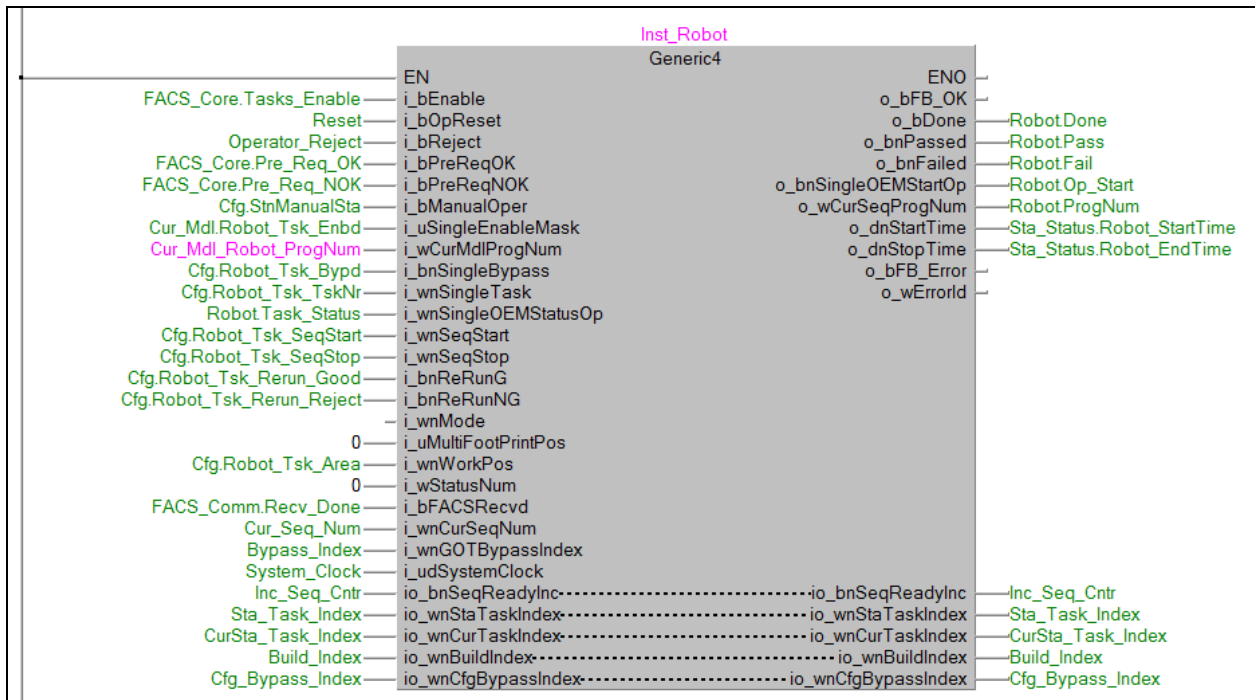 Inst_Robot
Generic4
EN ENO
FACS_Core.Tasks_Enable i_bEnable o_bFB_OK
Reset i_bOpReset o_bDone Robot.Done
Operator_Reject i_bReject o_bnPassed Robot.Pass
FACS_Core.Pre_Req_OK i_bPreReqOK o_bnFailed Robot.Fail
FACS_Core.Pre_Req_NOK i_bPreReqNOK o_bnSingleOEMStartOp Robot.Op_Start
Cfg.StnManualSta i_bManualOper o_wCurSeqProgNum Robot.ProgNum
Cur_Mdl.Robot_Tsk_Enbd i_uSingleEnableMask o_dnStartTime Sta_Status.Robot_StartTime
Cur_Mdl_Robot_ProgNum i_wCurMdlProgNum o_dnStopTime Sta_Status.Robot_EndTime
Cfg.Robot_Tsk_Bypd i_bnSingleBypass o_bFB_Error
Cfg.Robot_Tsk_TskNr i_wnSingleTask o_wErrorId
Robot.Task_Status i_wnSingleOEMStatusOp
Cfg.Robot_Tsk_SeqStart i_wnSeqStart
Cfg.Robot_Tsk_SeqStop i_wnSeqStop
Cfg.Robot_Tsk_Rerun_Good i_bnReRunG
Cfg.Robot_Tsk_Rerun_Reject i_bnReRunNG
i_wnMode
0 i_uMultiFootPrintPos
Cfg.Robot_Tsk_Area i_wnWorkPos
0 i_wStatusNum
FACS_Comm.Recv_Done i_bFACSRecvd
Cur_Seq_Num i_wnCurSeqNum
Bypass_Index i_wnGOTBypassIndex
System_Clock i_udSystemClock
Inc_Seq_Cntr io_bnSeqReadyInc io_bnSeqReadyInc Inc_Seq_Cntr
Sta_Task_Index io_wnStaTaskIndex io_wnStaTaskIndex Sta_Task_Index
CurSta_Task_Index io_wnCurTaskIndex io_wnCurTaskIndex CurSta_Task_Index
Build_Index io_wnBuildIndex io_wnBuildIndex Build_Index
Cfg_Bypass_Index io_wnCfgBypassIndex io_wnCfgBypassIndex Cfg_Bypass_Index